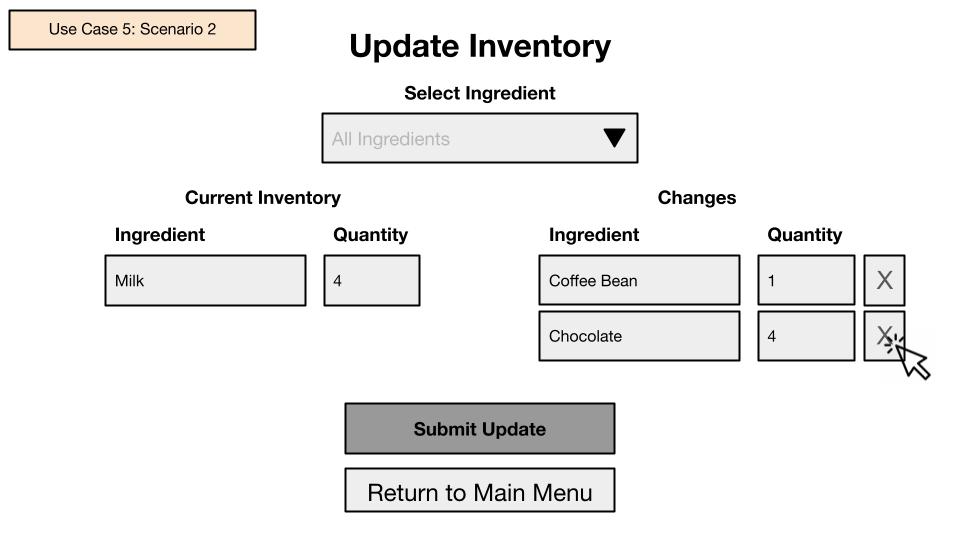 Use Case 5: Scenario 2
Update Inventory
Select Ingredient
All Ingredients
Current Inventory
Ingredient Quantity
Milk 4
Changes
Ingredient Quantity
Coffee Bean 1 X
Chocolate 4 X
Submit Update
Return to Main Menu